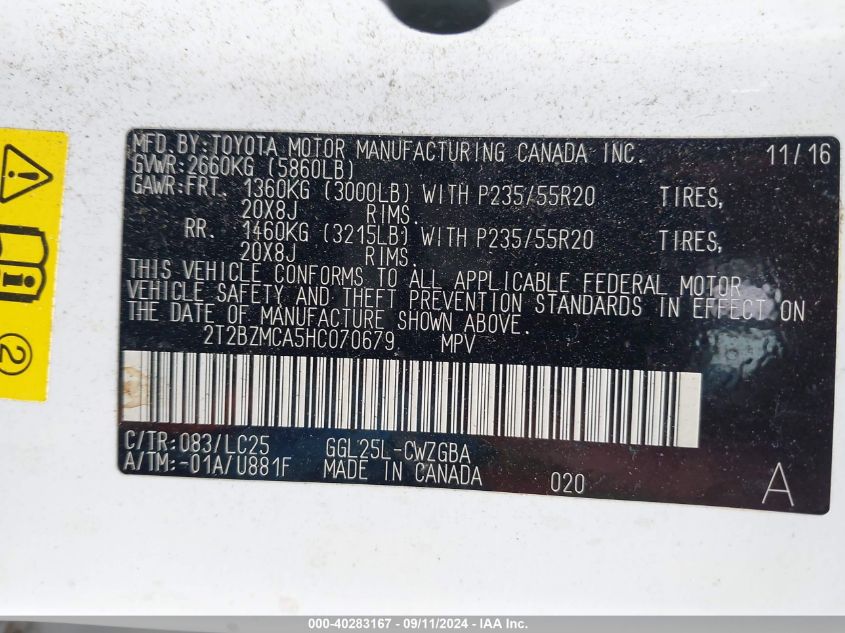 MFD. BY: TOYOTA MOTOR MANUFACTURING CANADA INC. 11/16
GVWR: 2660KG (5860LB)
GAWR: FRT. 1360KG (3000LB) WITH P235/55R20 TIRES,
20X8J RIMS.
RR. 1460KG (3215LB) WITH P235/55R20 TIRES,
20X8J RIMS.
THIS VEHICLE CONFORMS TO ALL APPLICABLE FEDERAL MOTOR
VEHICLE SAFETY AND THEFT PREVENTION STANDARDS IN EFFECT ON
THE DATE OF MANUFACTURE SHOWN ABOVE.
2T2BZMCA5HC070679 MPV
C/TR: 083/LC25 GGL25L-CWZGBA
A/TM: -01A/U881F MADE IN CANADA 020 A
2
000-40283167 - 09/11/2024 - IAA Inc.